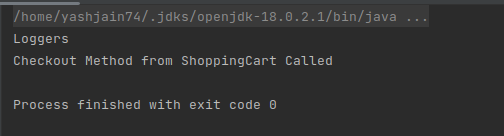 /home/yashjain74/.jdks/openjdk-18.0.2.1/bin/java ...
Loggers
Checkout Method from ShoppingCart Called
Process finished with exit code 0